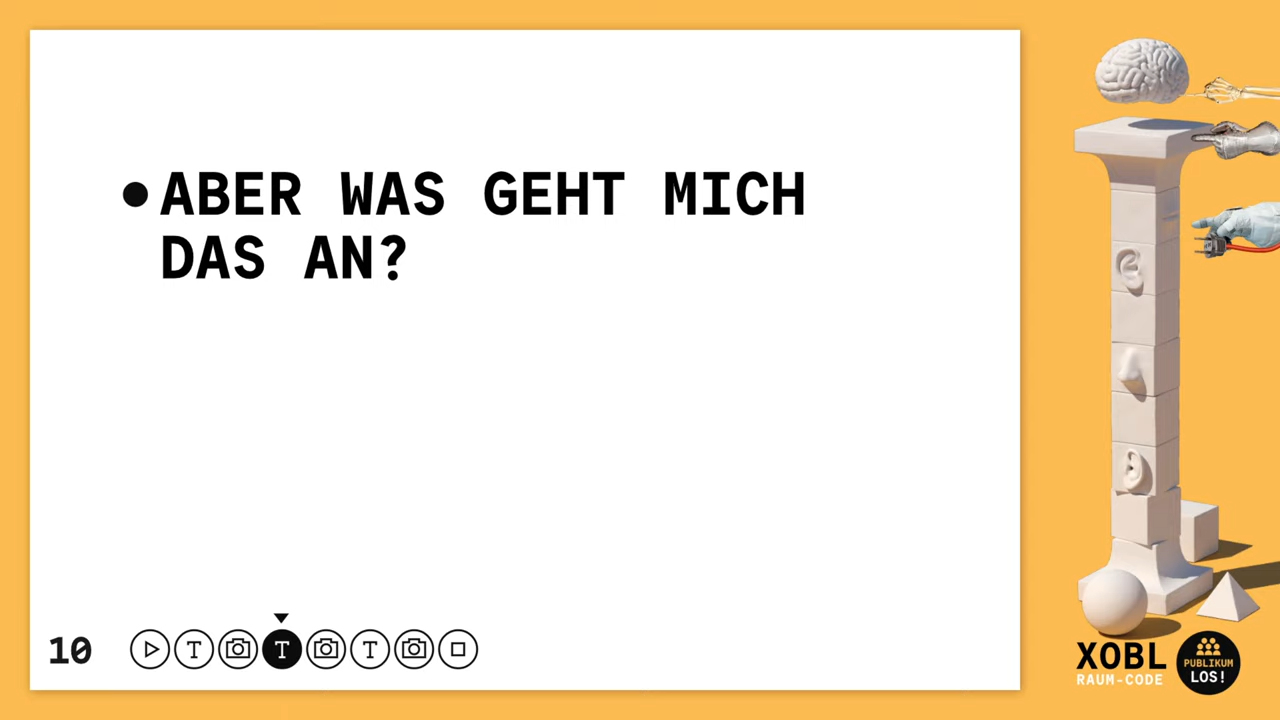 ●ABER WAS GEHT MICH
DAS AN?
10
T
T
T
XOBL
RAUM-CODE
PUBLIKUM
LOS!